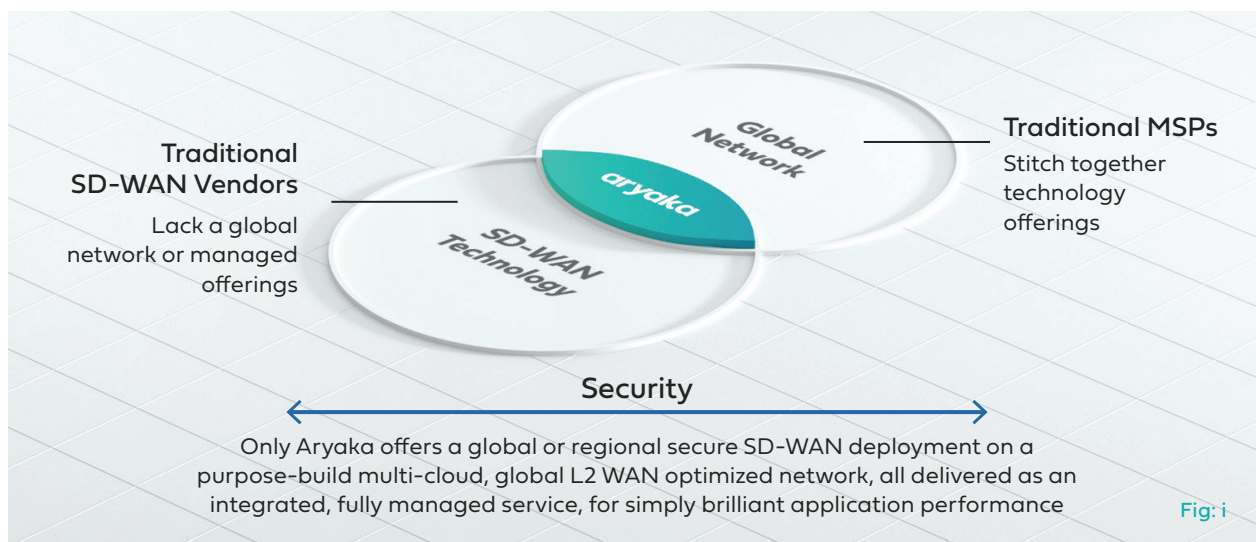 Traditional
SD-WAN Vendors
Lack a global
network or managed
offerings
SD-WAN
Technology
aryaka
Global
Network
Traditional MSPs
Stitch together
technology
offerings
Security
Only Aryaka offers a global or regional secure SD-WAN deployment on a
purpose-build multi-cloud, global L2 WAN optimized network, all delivered as an
integrated, fully managed service, for simply brilliant application performance
Fig: i